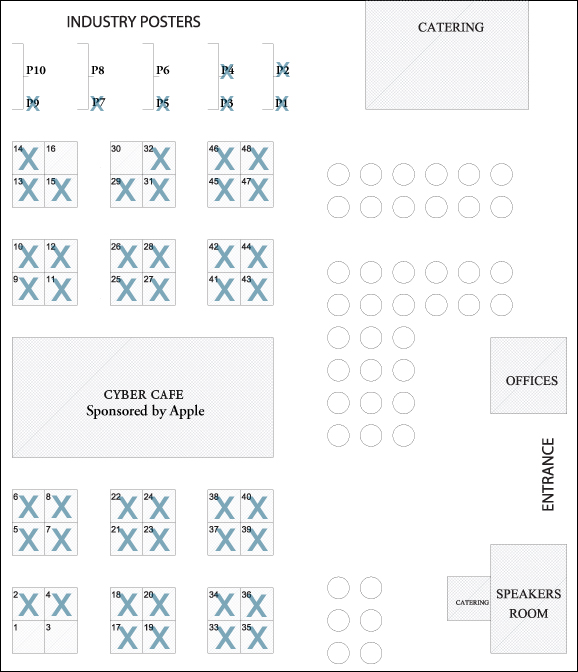 INDUSTRY POSTERS
CATERING
P10 P8 P6 P4 P2
P9 P7 P5 P3 P1
14 16 30 32 46 48
13 15 29 31 45 47
10 12 26 28 42 44
9 11 25 27 41 43
CYBER CAFE
Sponsored by Apple
OFFICES
ENTRANCE
6 8 22 24 38 40
5 7 21 23 37 39
2 4 18 20 34 36
1 3 17 19 33 35
CATERING
SPEAKERS
ROOM